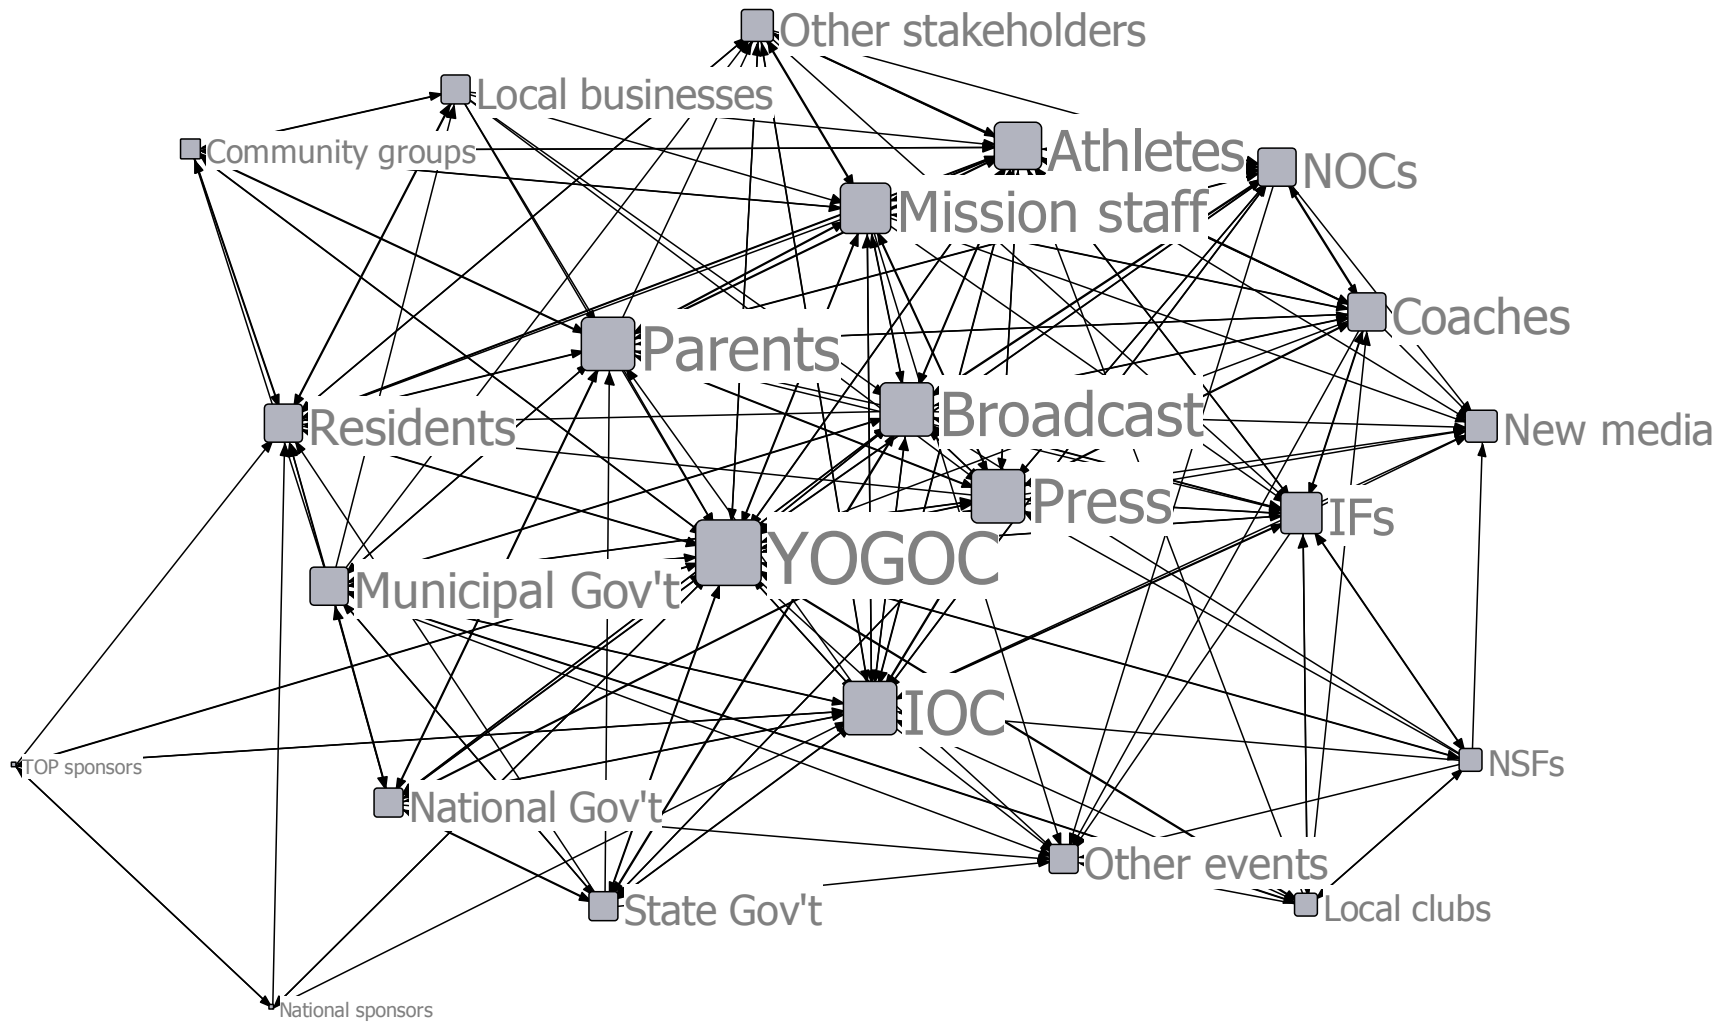 Other stakeholders
Local businesses
Community groups
Athletes
NOCs
Mission staff
Coaches
Parents
Broadcast
Residents
New media
Press
IFs
YOGOC
Municipal Gov't
IOC
TOP sponsors
NSFs
National Gov't
Other events
State Gov't
Local clubs
National sponsors